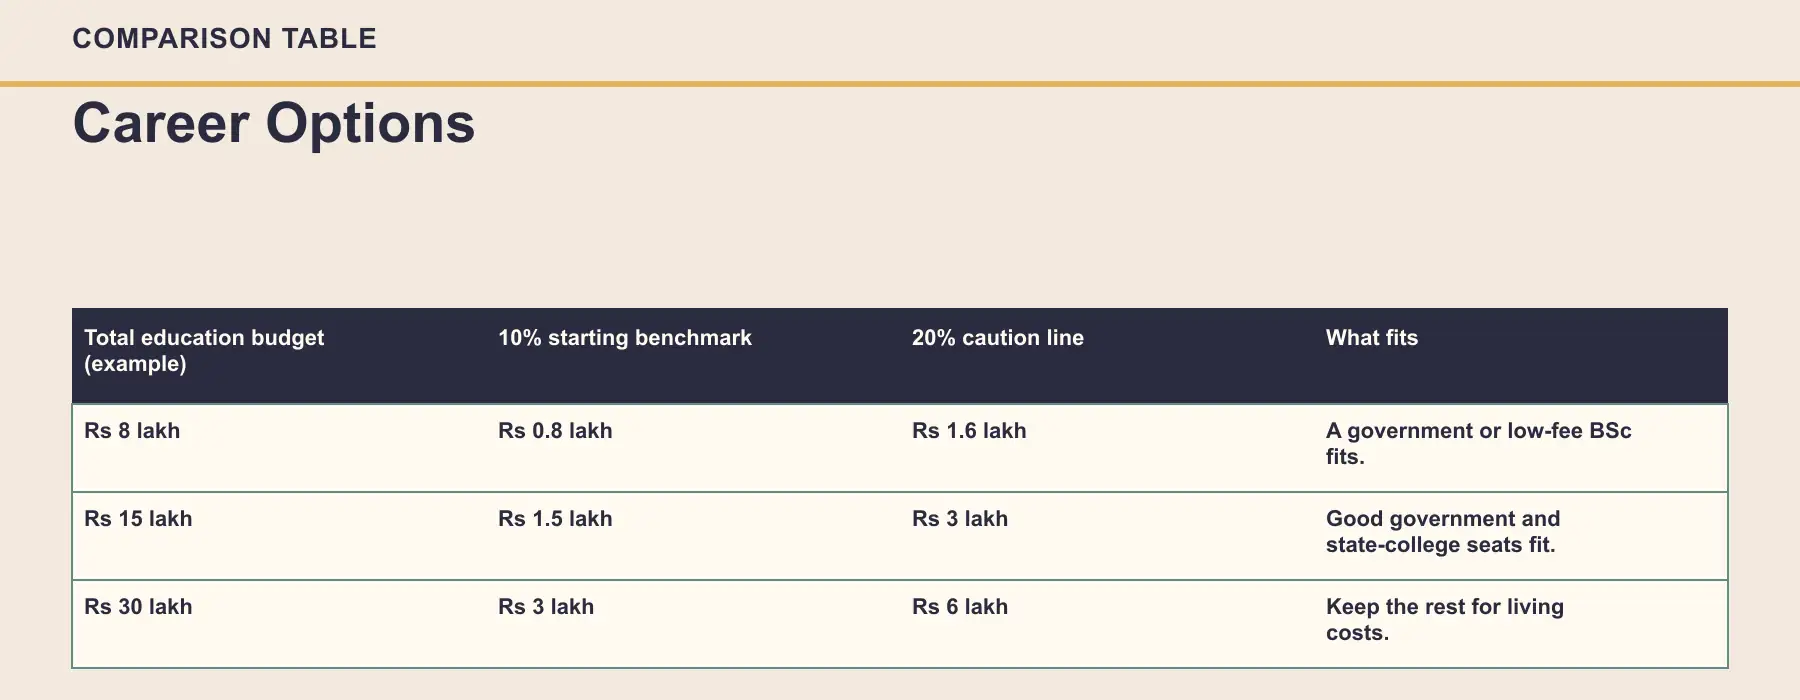 COMPARISON TABLE
Career Options
Total education budget
(example)
10% starting benchmark
20% caution line
What fits
Rs 8 lakh
Rs 0.8 lakh
Rs 1.6 lakh
A government or low-fee BSc
fits.
Rs 15 lakh
Rs 1.5 lakh
Rs 3 lakh
Good government and
state-college seats fit.
Rs 30 lakh
Rs 3 lakh
Rs 6 lakh
Keep the rest for living
costs.